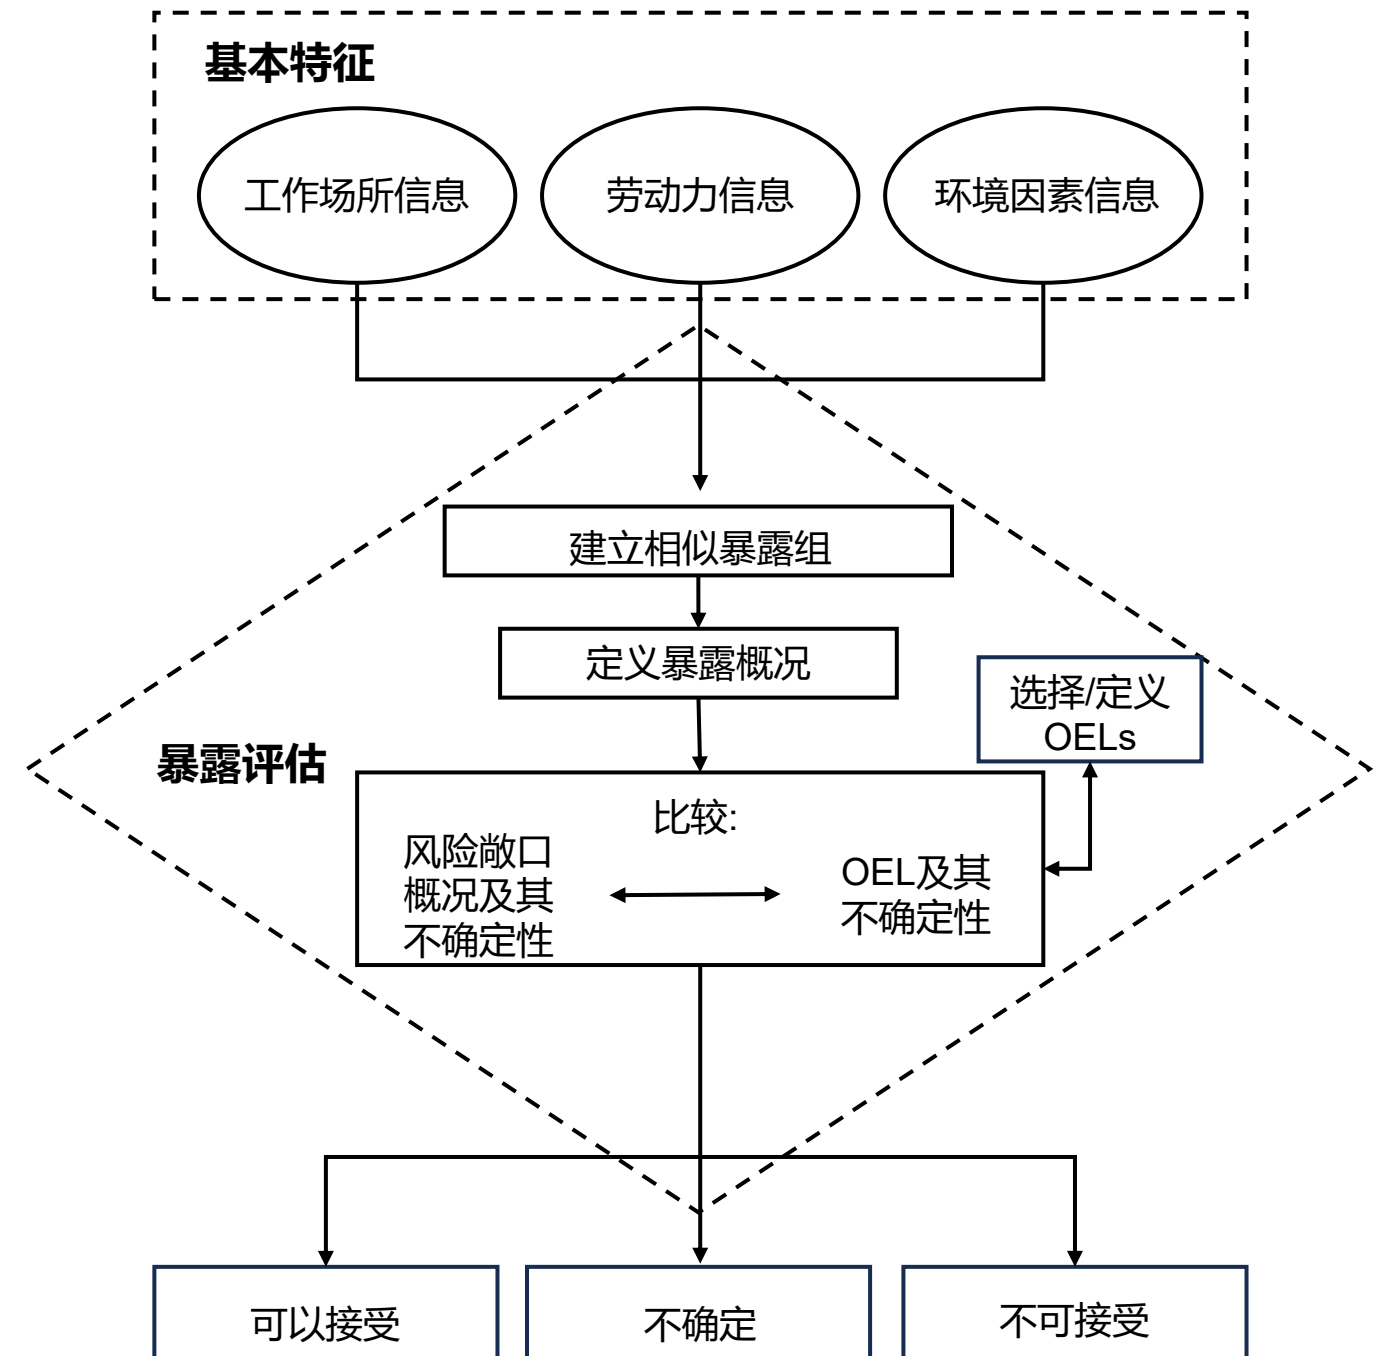 基本特征
工作场所信息
劳动力信息
环境因素信息
建立相似暴露组
定义暴露概况
选择/定义
OELs
暴露评估
比较:
风险敞口
概况及其
不确定性
OEL及其
不确定性
可以接受
不确定
不可接受